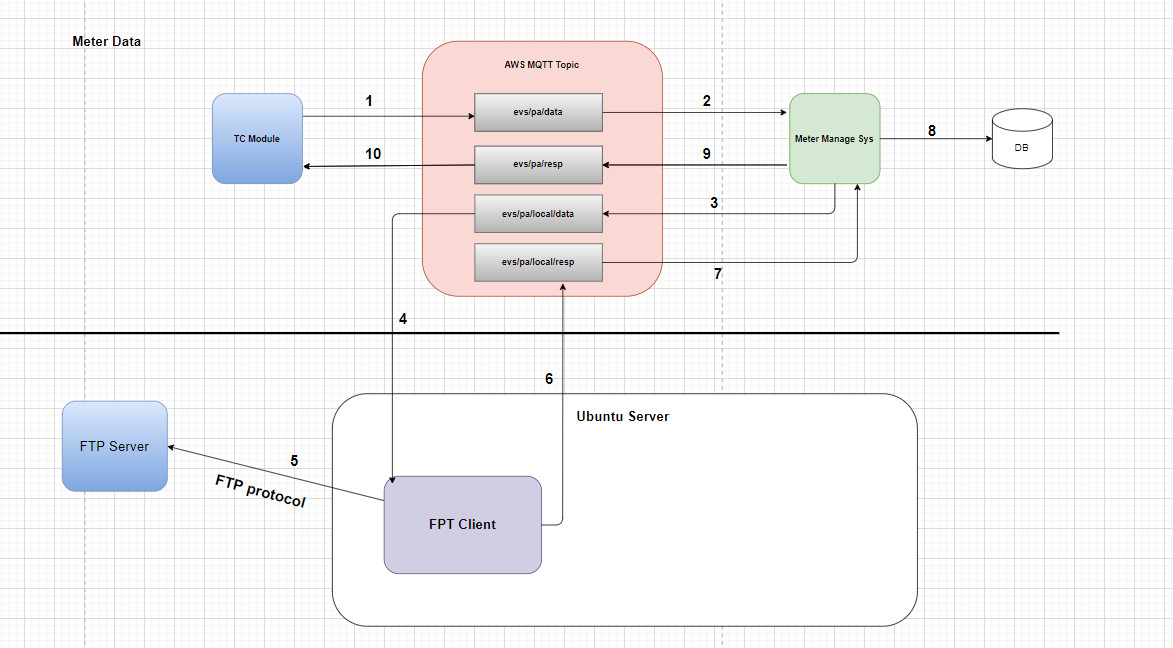 Meter Data
AWS MQTT Topic
1
evs/pa/data
2
TC Module
Meter Manage Sys
8
DB
10
evs/pa/resp
9
3
evs/pa/local/data
evs/pa/local/resp
7
4
6
Ubuntu Server
FTP Server
5
FTP protocol
FPT Client